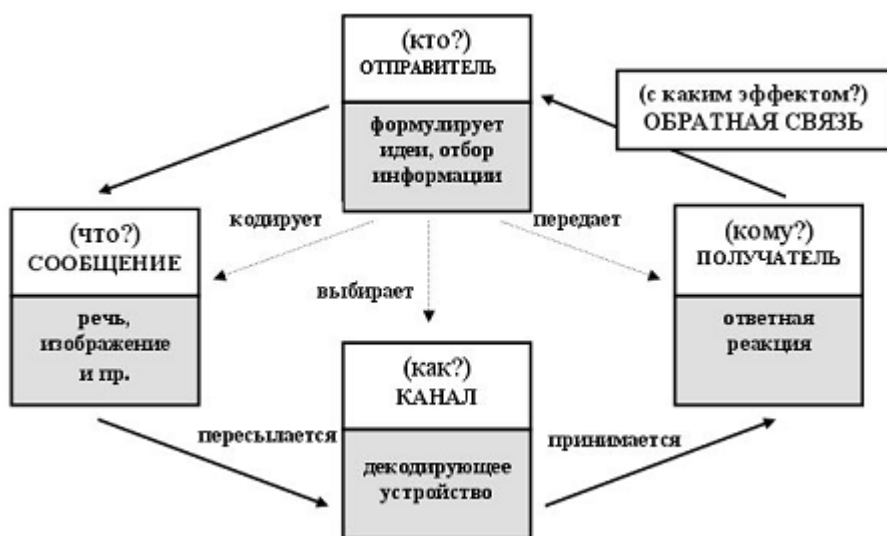 (кто?)
ОТПРАВИТЕЛЬ
формулирует
идеи, отбор
информации
(с каким эффектом?)
ОБРАТНАЯ СВЯЗЬ
кодирует
передает
выбирает
(что?)
СООБЩЕНИЕ
речь,
изображение
и пр.
(кому?)
ПОЛУЧАТЕЛЬ
ответная
реакция
(как?)
КАНАЛ
декодирующее
устройство
пересылается
принимается